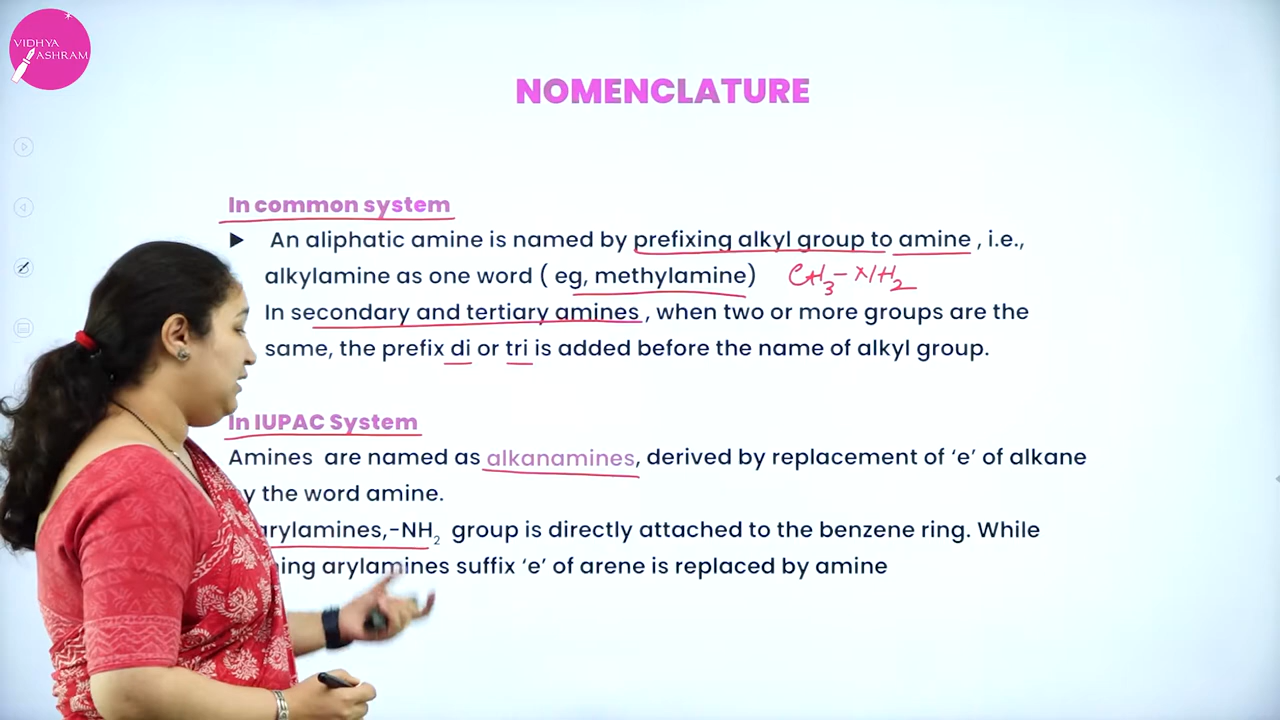 VIDHYA
ASHRAM
NOMENCLATURE
In common system
▶ An aliphatic amine is named by prefixing alkyl group to amine , i.e.,
alkylamine as one word ( eg, methylamine) CH3-NH2
In secondary and tertiary amines , when two or more groups are the
same, the prefix di or tri is added before the name of alkyl group.
In IUPAC System
Amines are named as alkanamines, derived by replacement of ‘e’ of alkane
y the word amine.
arylamines,-NH2 group is directly attached to the benzene ring. While
ing arylamines suffix ‘e’ of arene is replaced by amine